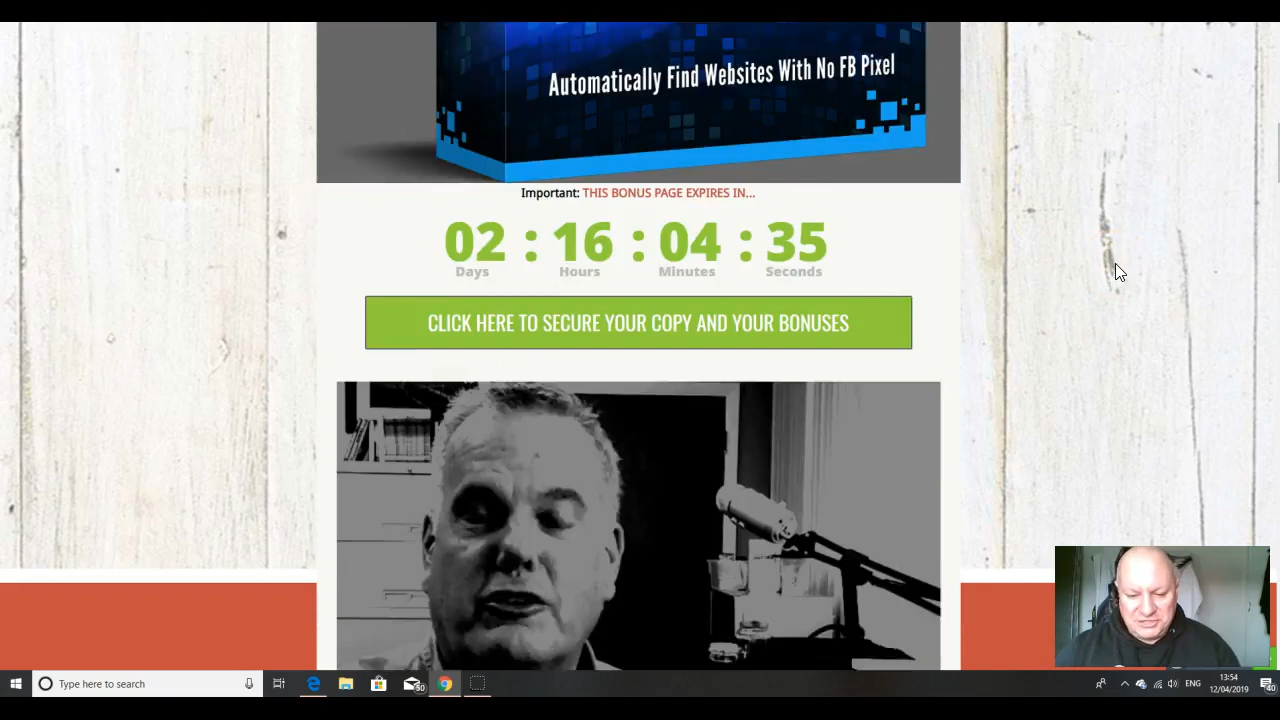 Automatically Find Websites With No FB Pixel
Important: THIS BONUS PAGE EXPIRES IN...
02 : 16 : 04 : 35
Days Hours Minutes Seconds
CLICK HERE TO SECURE YOUR COPY AND YOUR BONUSES
Type here to search
50
ENG
13:54
12/04/2019
40